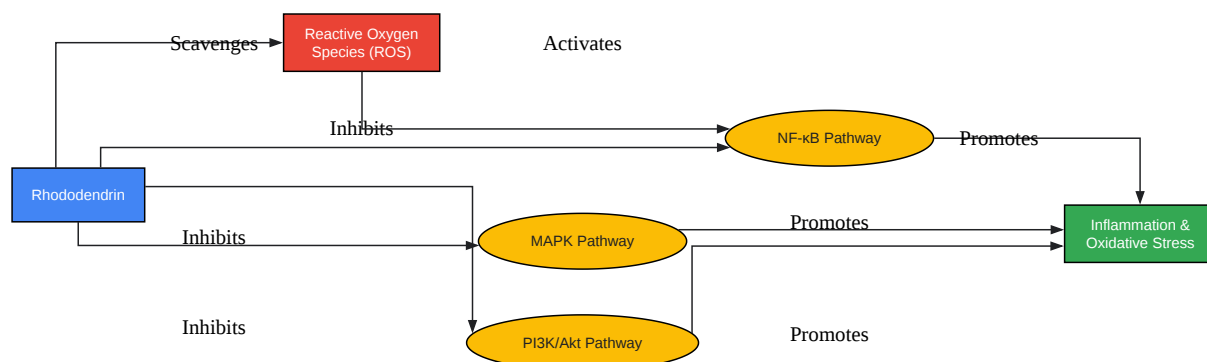 Reactive Oxygen
Species (ROS)
Scavenges
Activates
Inhibits
NF-κB Pathway
Promotes
Rhododendrin
Inhibits
MAPK Pathway
Promotes
Inflammation &
Oxidative Stress
Inhibits
PI3K/Akt Pathway
Promotes